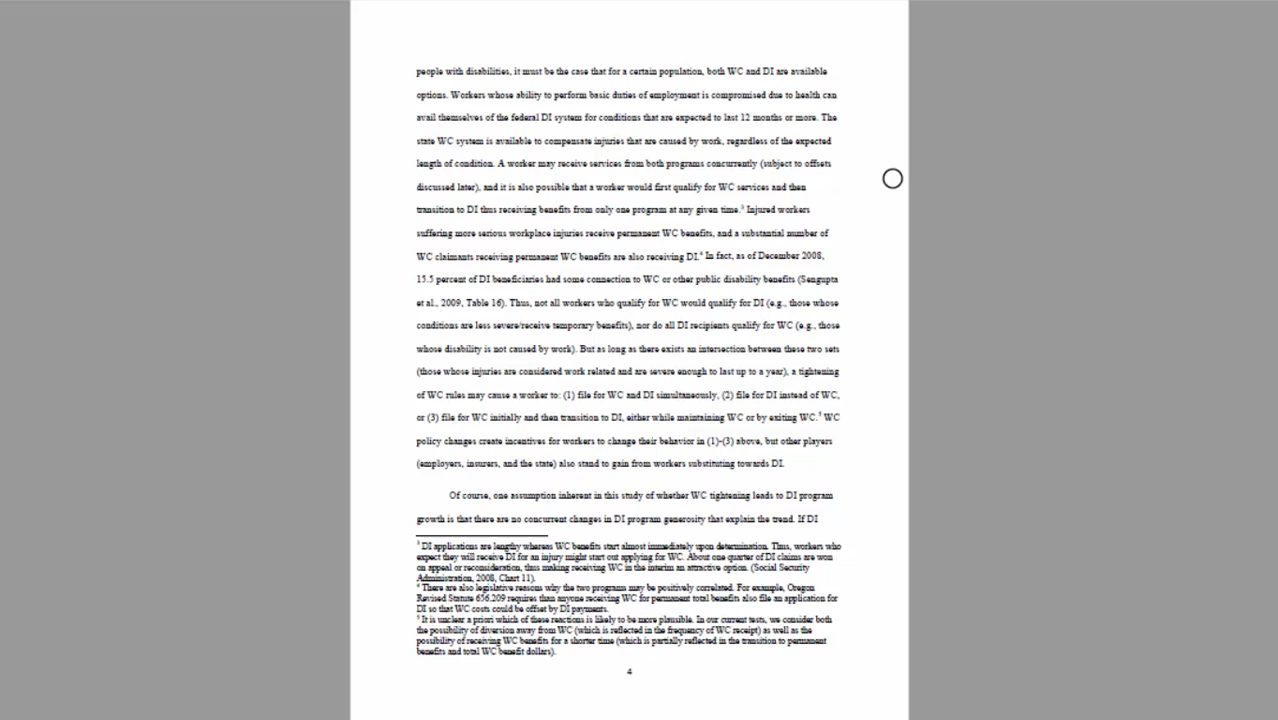 people with disabilities, it must be the case that for a certain population, both WC and DI are available
options. Workers whose ability to perform basic duties of employment is compromised due to health can
avail themselves of the federal DI system for conditions that are expected to last 12 months or more. The
state WC system is available to compensate injuries that are caused by work, regardless of the expected
length of condition. A worker may receive services from both programs concurrently (subject to offsets
discussed later), and it is also possible that a worker would first qualify for WC services and then
transition to DI thus receiving benefits from only one program at any given time.³ Injured workers
suffering more serious workplace injuries receive permanent WC benefits, and a substantial number of
WC claimants receiving permanent WC benefits are also receiving DI.⁴ In fact, as of December 2008,
15.5 percent of DI beneficiaries had some connection to WC or other public disability benefits (Sengupta
et al., 2009, Table 16). Thus, not all workers who qualify for WC would qualify for DI (e.g., those whose
conditions are less severe/receive temporary benefits), nor do all DI recipients qualify for WC (e.g., those
whose disability is not caused by work). But as long as there exists an intersection between these two sets
(those whose injuries are considered work related and are severe enough to last up to a year), a tightening
of WC rules may cause a worker to: (1) file for WC and DI simultaneously, (2) file for DI instead of WC,
or (3) file for WC initially and then transition to DI, either while maintaining WC or by exiting WC.⁵ WC
policy changes create incentives for workers to change their behavior in (1)-(3) above, but other players
(employers, insurers, and the state) also stand to gain from workers substituting towards DI.
Of course, one assumption inherent in this study of whether WC tightening leads to DI program
growth is that there are no concurrent changes in DI program generosity that explain the trend. If DI
³ DI applications are lengthy whereas WC benefits start almost immediately upon determination. Thus, workers who
expect they will receive DI for an injury might start out applying for WC. About one quarter of DI claims are won
on appeal or reconsideration, thus making receiving WC in the interim an attractive option. (Social Security
Administration, 2008, Chart 11).
⁴ There are also legislative reasons why the two programs may be positively correlated. For example, Oregon
Revised Statute 656.209 requires than anyone receiving WC for permanent total benefits also file an application for
DI so that WC costs could be offset by DI payments.
⁵ It is unclear a priori which of these reactions is likely to be more plausible. In our current tests, we consider both
the possibility of diversion away from WC (which is reflected in the frequency of WC receipt) as well as the
possibility of receiving WC benefits for a shorter time (which is partially reflected in the transition to permanent
benefits and total WC benefit dollars).
4